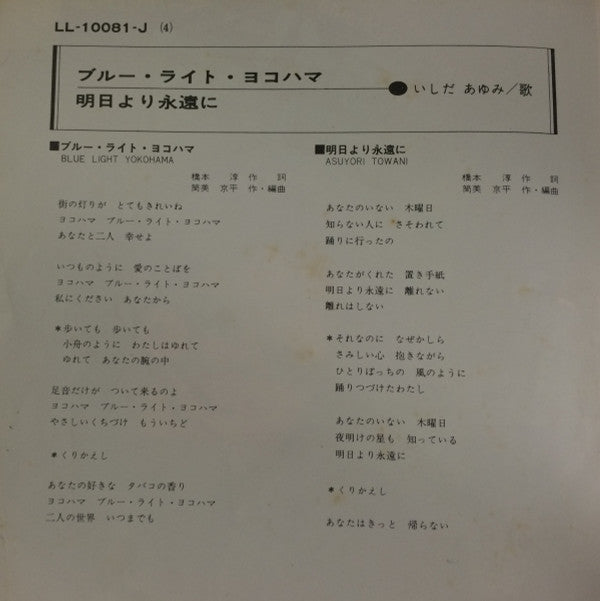 LL-10081-J (4)
ブルー・ライト・ヨコハマ
明日より永遠に
●いしだ あゆみ／歌
■ブルー・ライト・ヨコハマ
BLUE LIGHT YOKOHAMA
橋本 淳 作詞
筒美 京平 作・編曲
街の灯りが とてもきれいね
ヨコハマ ブルー・ライト・ヨコハマ
あなたと二人 幸せよ
いつものように 愛のことばを
ヨコハマ ブルー・ライト・ヨコハマ
私にください あなたから
＊歩いても 歩いても
小舟のように わたしはゆれて
ゆれて あなたの腕の中
足音だけが ついて来るのよ
ヨコハマ ブルー・ライト・ヨコハマ
やさしいくちづけ もういちど
＊くりかえし
あなたの好きな タバコの香り
ヨコハマ ブルー・ライト・ヨコハマ
二人の世界 いつまでも
■明日より永遠に
ASUYORI TOWANI
橋本 淳 作詞
筒美 京平 作・編曲
あなたのいない 木曜日
知らない人に さそわれて
踊りに行ったの
あなたがくれた 置き手紙
明日より永遠に 離れない
離れはしない
＊それなのに なぜかしら
さみしい心 抱きながら
ひとりぼっちの 風のように
踊りつづけたわたし
あなたのいない 木曜日
夜明けの星も 知っている
明日より永遠に
＊くりかえし
あなたはきっと 帰らない